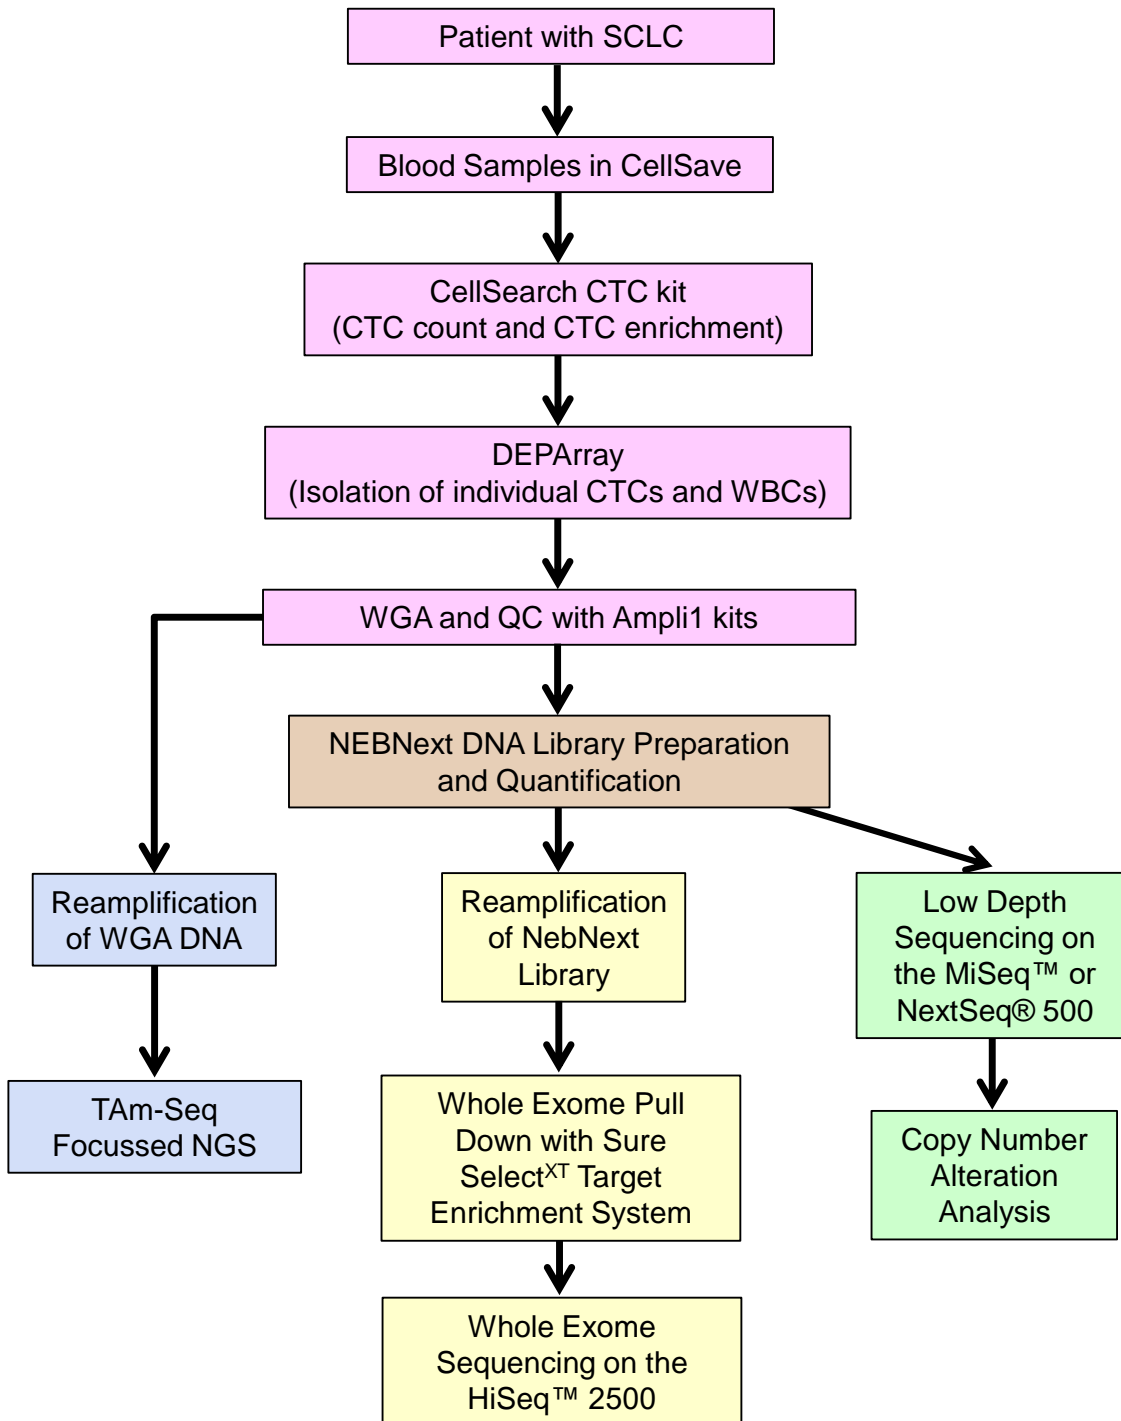 Patient with SCLC
Blood Samples in CellSave
CellSearch CTC kit
(CTC count and CTC enrichment)
DEPArray
(Isolation of individual CTCs and WBCs)
WGA and QC with Ampli1 kits
NEBNext DNA Library Preparation
and Quantification
Reamplification
of WGA DNA
TAm-Seq
Focussed NGS
Reamplification
of NebNext
Library
Whole Exome Pull
Down with Sure
Select^XT Target
Enrichment System
Whole Exome
Sequencing on the
HiSeq™ 2500
Low Depth
Sequencing on
the MiSeq™ or
NextSeq® 500
Copy Number
Alteration
Analysis